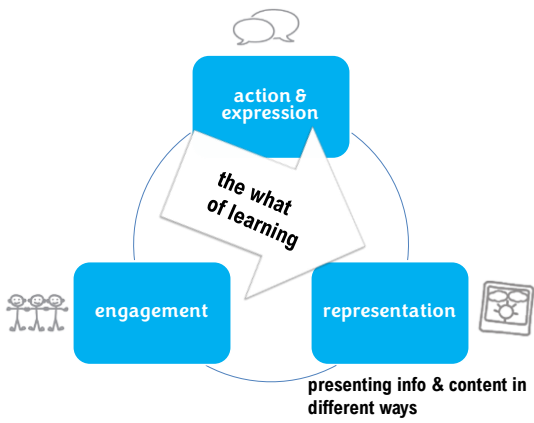 action &
expression
the what
of learning
engagement
representation
presenting info & content in
different ways